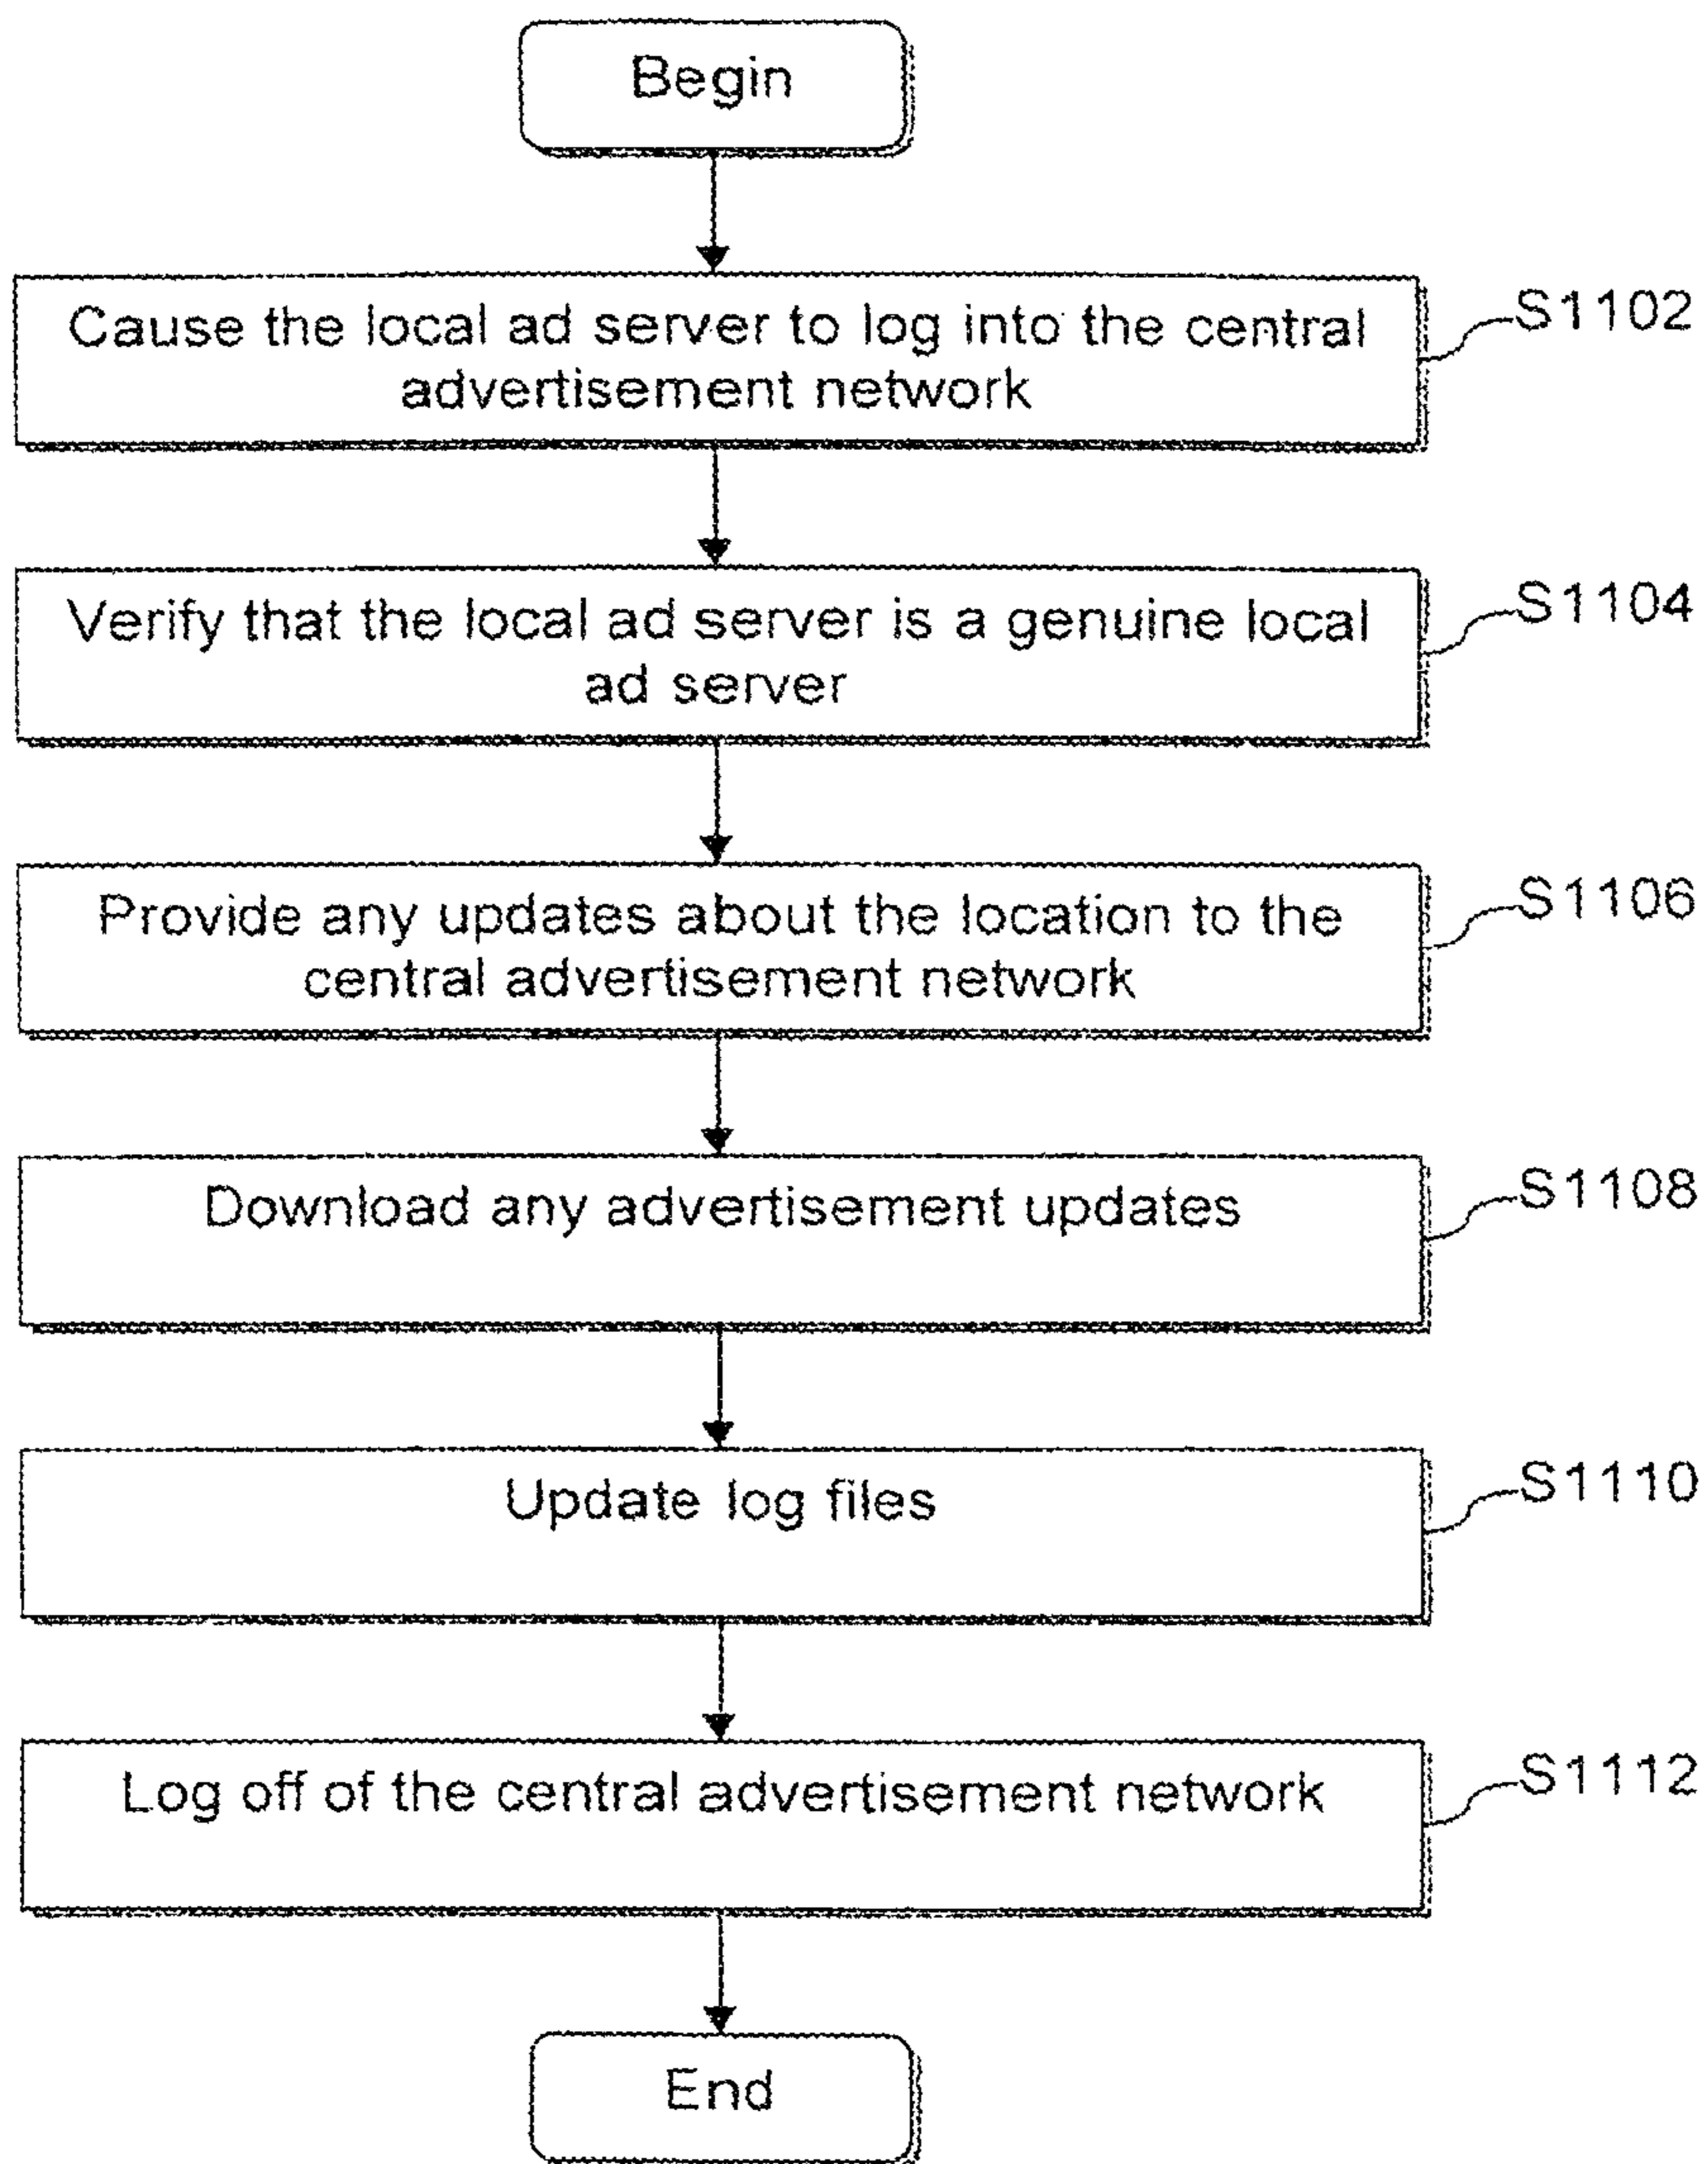 Begin
Cause the local ad server to log into the central
advertisement network
S1102
Verify that the local ad server is a genuine local
ad server
S1104
Provide any updates about the location to the
central advertisement network
S1106
Download any advertisement updates
S1108
Update log files
S1110
Log off of the central advertisement network
S1112
End